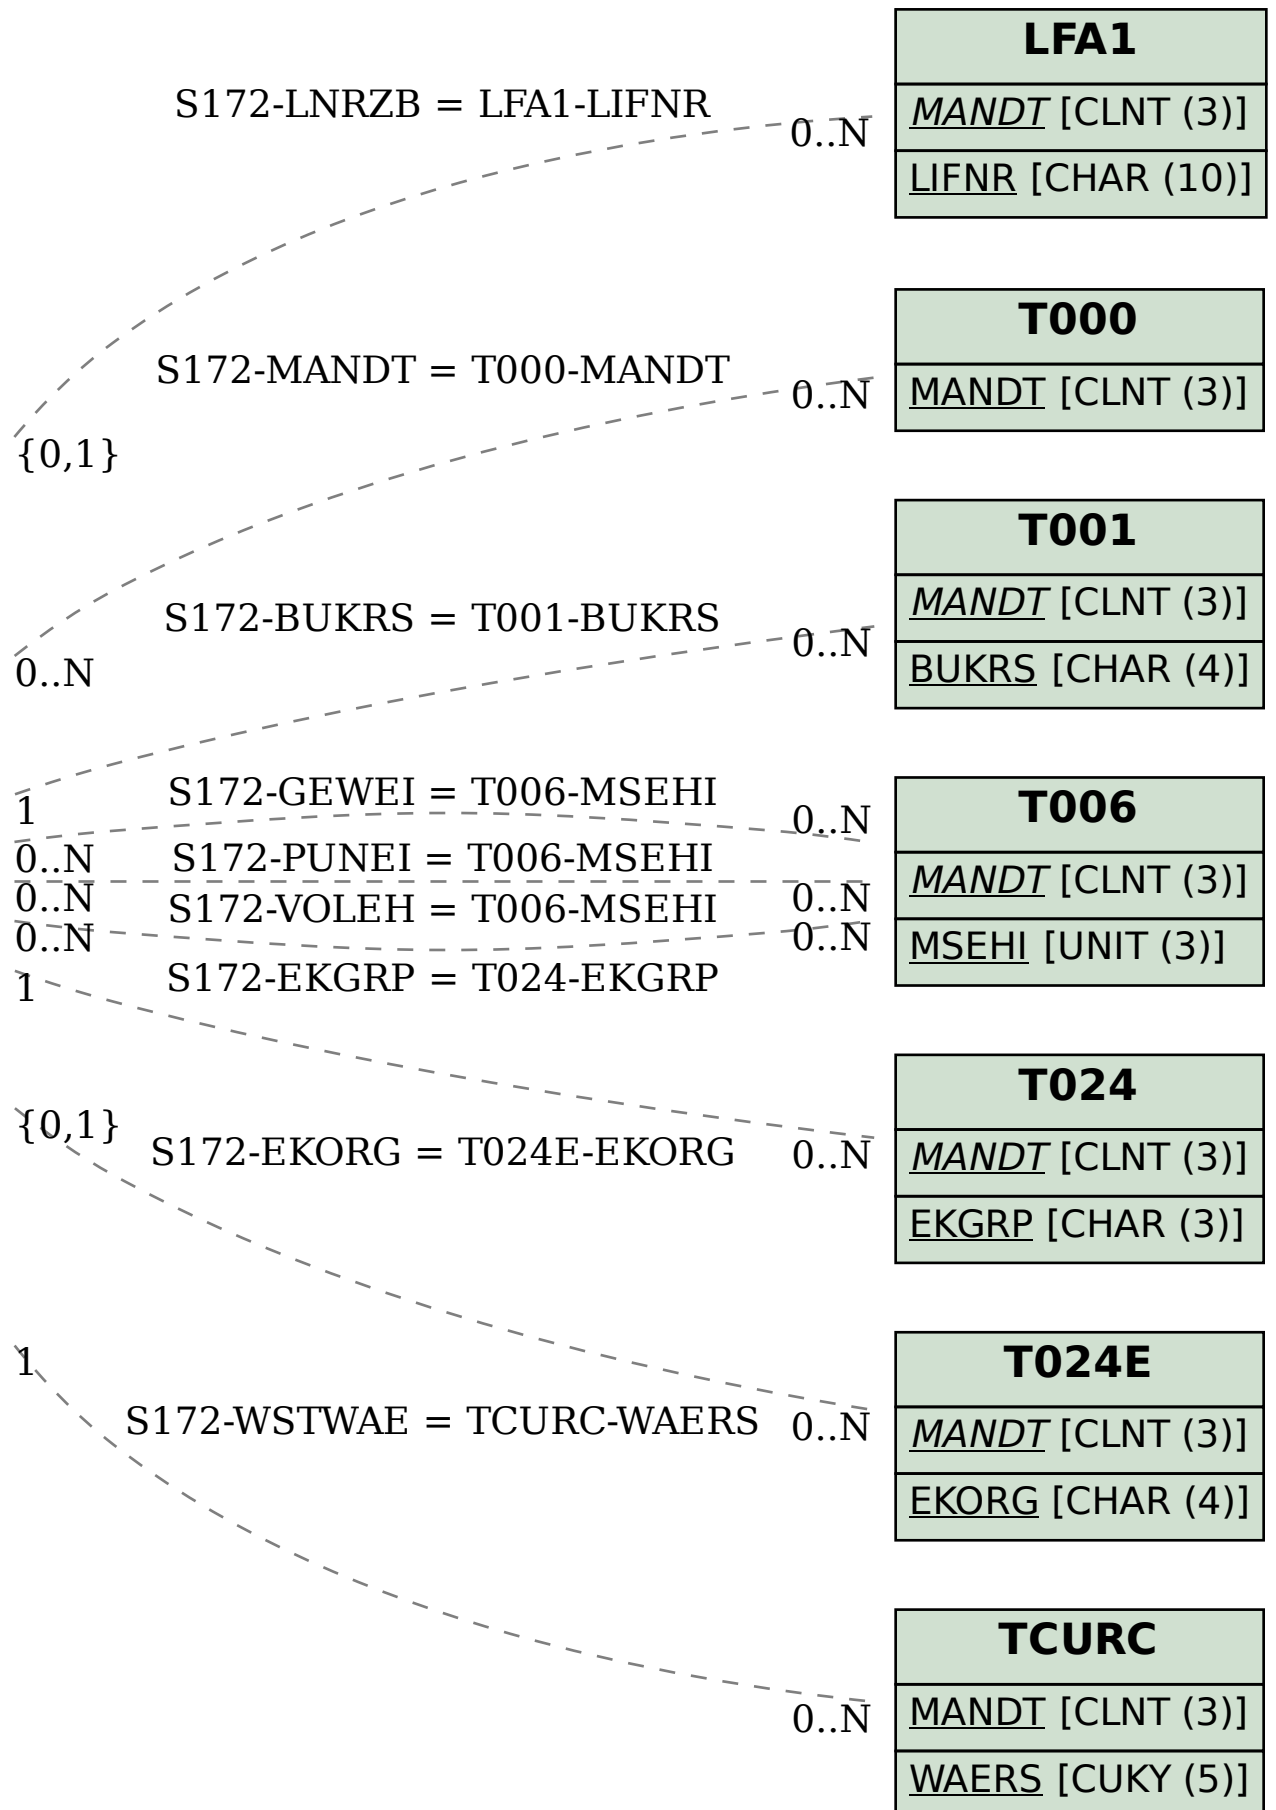 LFA1
S172-LNRZB = LFA1-LIFNR
0..N
MANDT [CLNT (3)]
LIFNR [CHAR (10)]
{0,1}
T000
S172-MANDT = T000-MANDT
0..N
MANDT [CLNT (3)]
0..N
T001
S172-BUKRS = T001-BUKRS
0..N
MANDT [CLNT (3)]
BUKRS [CHAR (4)]
1
S172-GEWEI = T006-MSEHI
0..N
T006
0..N
S172-PUNEI = T006-MSEHI
MANDT [CLNT (3)]
0..N
0..N
S172-VOLEH = T006-MSEHI
0..N
0..N
MSEHI [UNIT (3)]
1
S172-EKGRP = T024-EKGRP
T024
{0,1}
0..N
MANDT [CLNT (3)]
EKGRP [CHAR (3)]
S172-EKORG = T024E-EKORG
T024E
1
0..N
MANDT [CLNT (3)]
EKORG [CHAR (4)]
S172-WSTWAE = TCURC-WAERS
TCURC
0..N
MANDT [CLNT (3)]
WAERS [CUKY (5)]